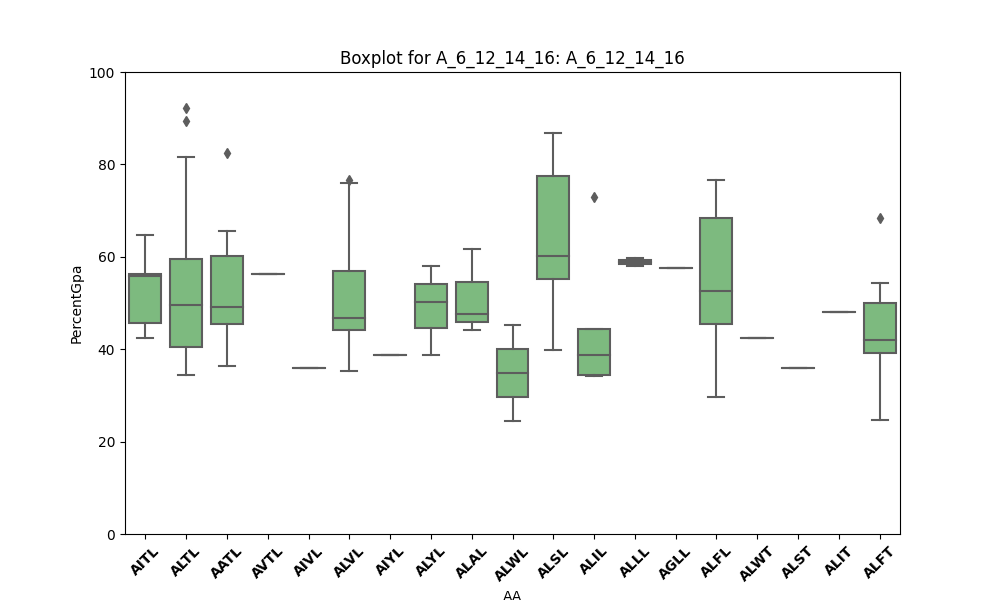 Boxplot for A_6_12_14_16: A_6_12_14_16
100
80
60
40
20
0
PercentGpa
AITL ALTL AATL AVTL AIVL ALVL AIYL ALYL ALAL ALWL ALSL ALIL ALLL AGLL ALFL ALWT ALST ALIT ALFT
AA